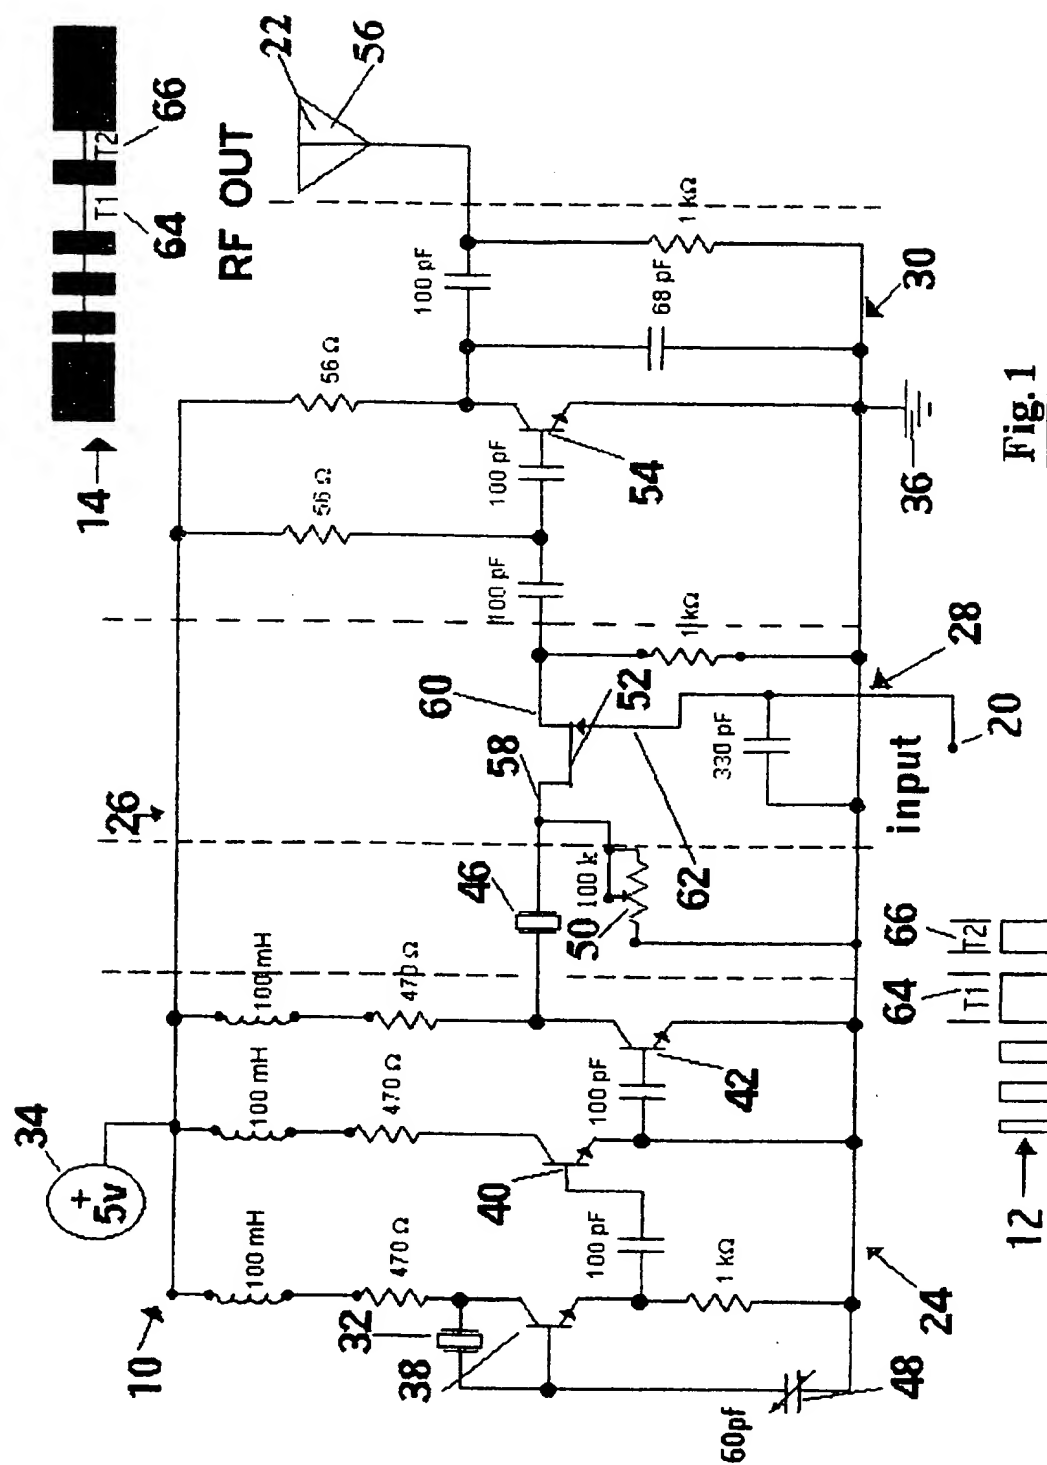 14
T1
T2
64
66
RF OUT
22
56
34
+
5V
10
26
100 mH
100 mH
100 mH
470 Ω
470 Ω
470 Ω
56 Ω
56 Ω
32
38
40
42
46
58
60
52
54
100 pF
100 pF
100 pF
100 pF
100 pF
68 pF
330 pF
1 kΩ
1 kΩ
1 kΩ
100 k
50
62
60pf
48
24
28
30
36
input
20
12
T1
T2
64
66
Fig. 1